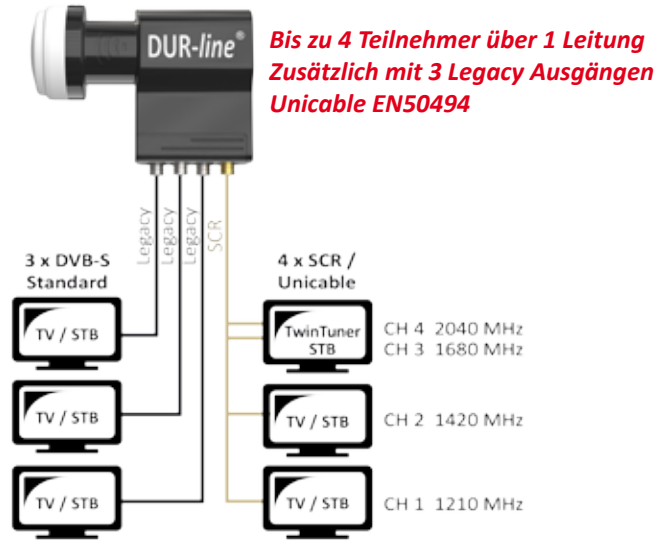 DUR-line®
Bis zu 4 Teilnehmer über 1 Leitung
Zusätzlich mit 3 Legacy Ausgängen
Unicable EN50494
Legacy
Legacy
Legacy
SCR
3 x DVB-S
Standard
TV / STB
TV / STB
TV / STB
4 x SCR /
Unicable
TwinTuner
STB
CH 4 2040 MHz
CH 3 1680 MHz
TV / STB
CH 2 1420 MHz
TV / STB
CH 1 1210 MHz